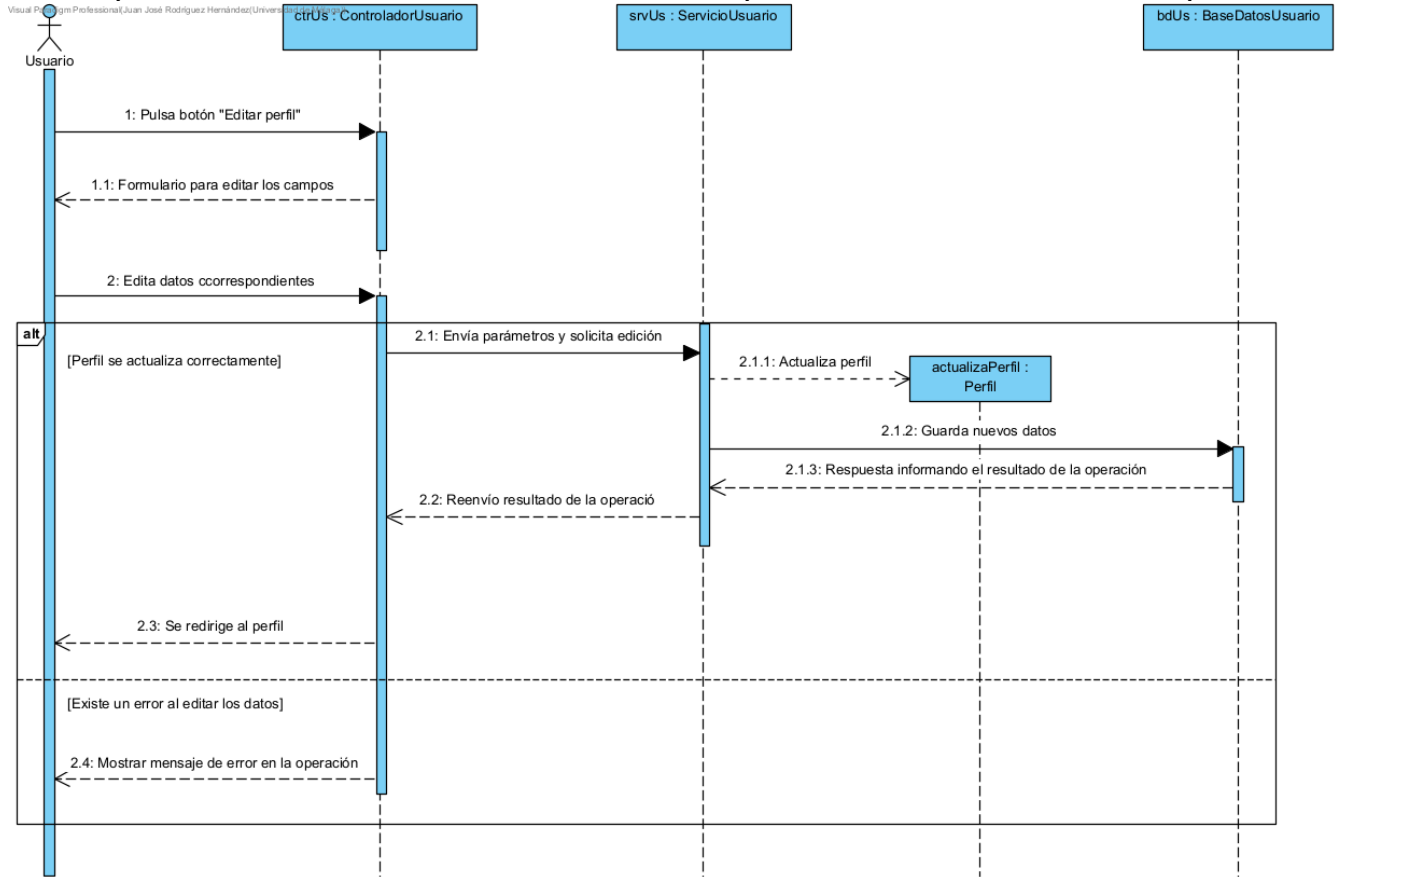 Visual Paradigm Professional(Juan José Rodríguez Hernández(Universidad de Málaga))
ctrUs : ControladorUsuario
srvUs : ServicioUsuario
bdUs : BaseDatosUsuario
Usuario
1: Pulsa botón "Editar perfil"
1.1: Formulario para editar los campos
2: Edita datos ccorrespondientes
alt
2.1: Envía parámetros y solicita edición
[Perfil se actualiza correctamente]
2.1.1: Actualiza perfil
actualizaPerfil :
Perfil
2.1.2: Guarda nuevos datos
2.1.3: Respuesta informando el resultado de la operación
2.2: Reenvío resultado de la operació
2.3: Se redirige al perfil
[Existe un error al editar los datos]
2.4: Mostrar mensaje de error en la operación